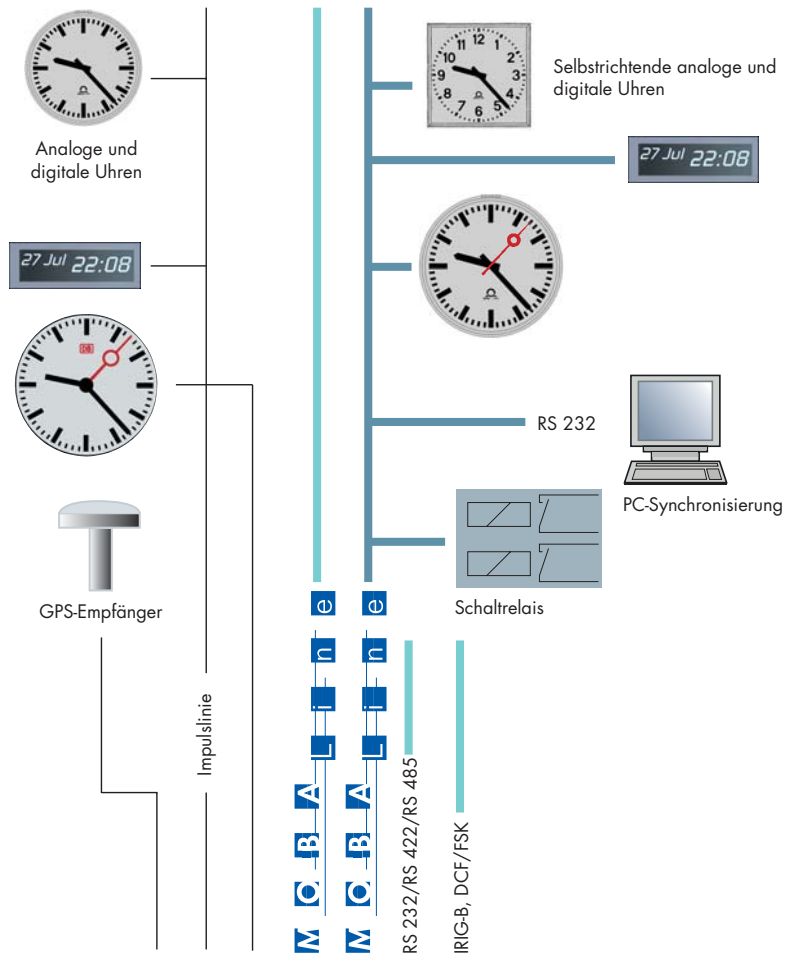 12
11
1
10
2
9
3
8
4
7
5
6
Selbstrichtende analoge und
digitale Uhren
Analoge und
digitale Uhren
27 Jul 22:08
27 Jul 22:08
DB
RS 232
PC-Synchronisierung
GPS-Empfänger
Schaltrelais
Impulslinie
MOBALine
MOBALine
RS 232/RS 422/RS 485
IRIG-B, DCF/FSK